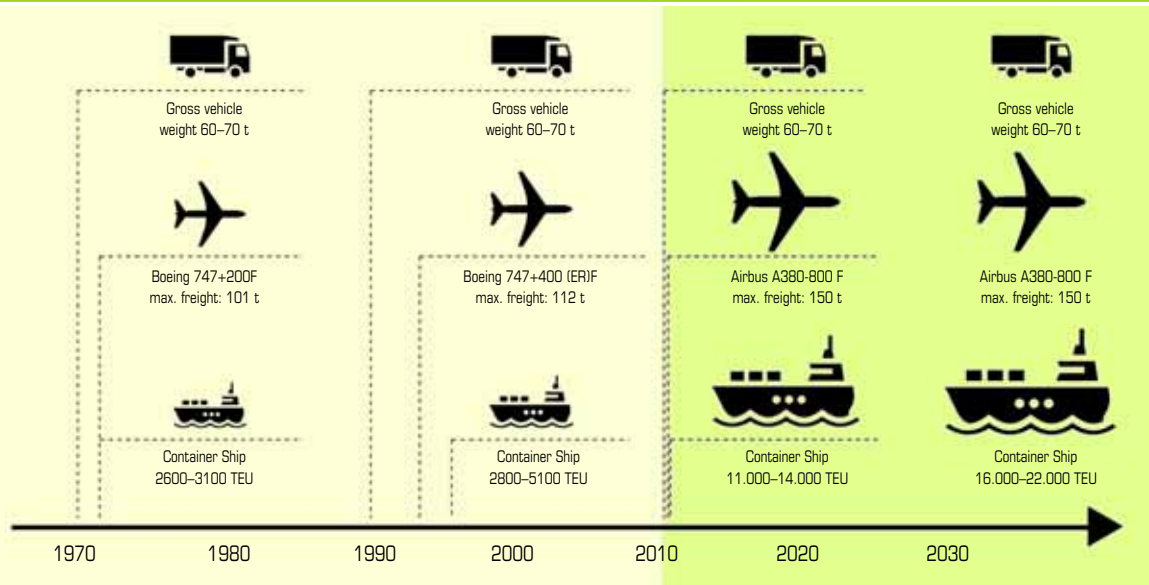 Gross vehicle
weight 60–70 t
Gross vehicle
weight 60–70 t
Gross vehicle
weight 60–70 t
Gross vehicle
weight 60–70 t
Boeing 747+200F
max. freight: 101 t
Boeing 747+400 (ER)F
max. freight: 112 t
Airbus A380-800 F
max. freight: 150 t
Airbus A380-800 F
max. freight: 150 t
Container Ship
2600–3100 TEU
Container Ship
2800–5100 TEU
Container Ship
11.000–14.000 TEU
Container Ship
16.000–22.000 TEU
1970 1980 1990 2000 2010 2020 2030